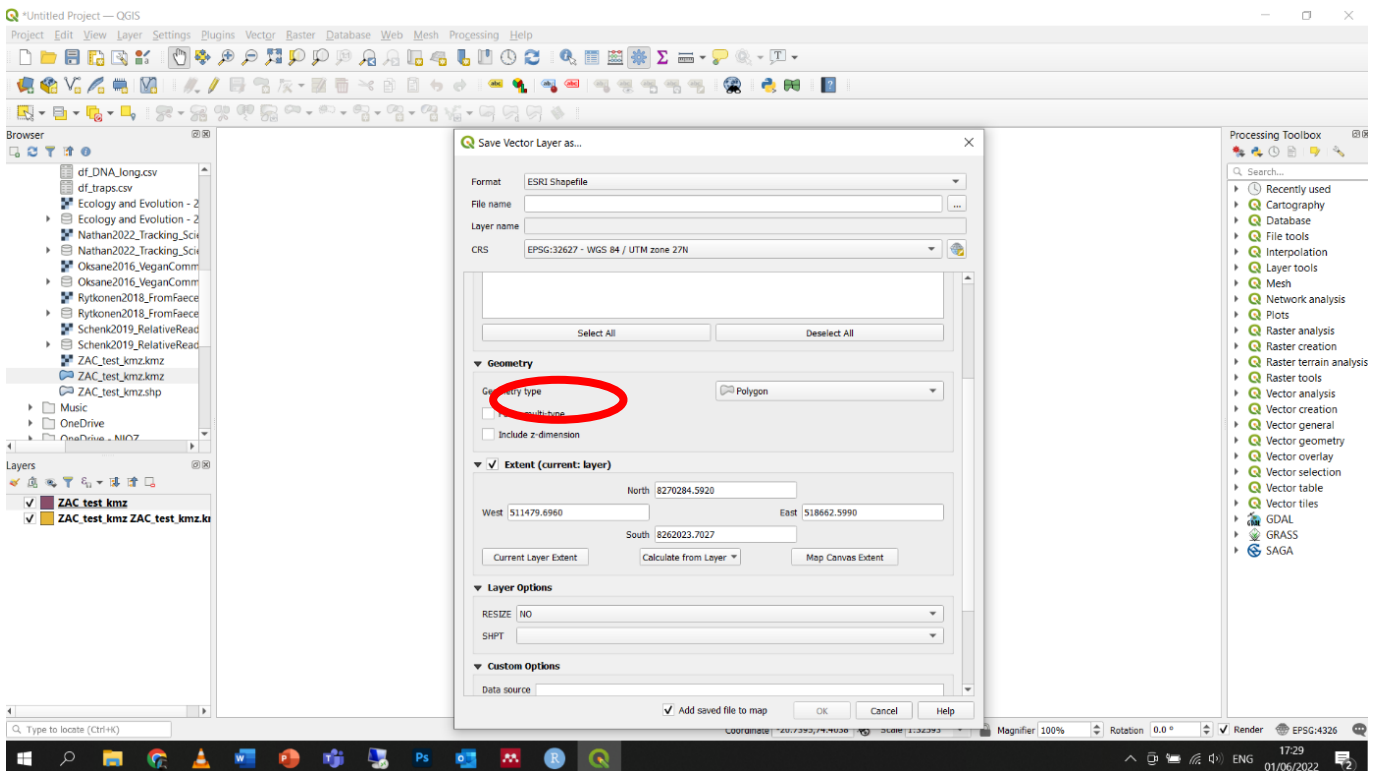 *Untitled Project — QGIS
Project Edit View Layer Settings Plugins Vector Raster Database Web Mesh Processing Help
Browser
df_DNA_long.csv
df_traps.csv
Ecology and Evolution - 2
Ecology and Evolution - 2
Nathan2022_Tracking_Scie
Nathan2022_Tracking_Scie
Oksane2016_VeganComm
Oksane2016_VeganComm
Rytkonen2018_FromFaece
Rytkonen2018_FromFaece
Schenk2019_RelativeRead
Schenk2019_RelativeRead
ZAC_test_kmz.kmz
ZAC_test_kmz.kmz
ZAC_test_kmz.shp
Music
OneDrive
OneDrive - NIOZ
Layers
ZAC_test_kmz
ZAC_test_kmz ZAC_test_kmz.k
Save Vector Layer as...
Format ESRI Shapefile
File name ...
Layer name
CRS EPSG:32627 - WGS 84 / UTM zone 27N
Select All Deselect All
Geometry
Geometry type Polygon
multi-type
Include z-dimension
Extent (current: layer)
North 8270284.5920
West 511479.6960 East 518662.5990
South 8262023.7027
Current Layer Extent Calculate from Layer Map Canvas Extent
Layer Options
RESIZE NO
SHPT
Custom Options
Data source
Add saved file to map OK Cancel Help
Processing Toolbox
Search...
Recently used
Cartography
Database
File tools
Interpolation
Layer tools
Mesh
Network analysis
Plots
Raster analysis
Raster creation
Raster terrain analysis
Raster tools
Vector analysis
Vector creation
Vector general
Vector geometry
Vector overlay
Vector selection
Vector table
Vector tiles
GDAL
GRASS
SAGA
Type to locate (Ctrl+K) Coordinate Scale Magnifier 100% Rotation 0.0 ° Render EPSG:4326
ENG 17:29
01/06/2022